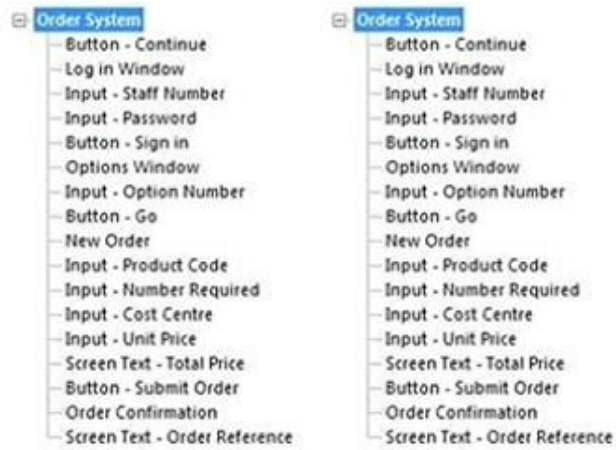 Order System
Button - Continue
Log in Window
Input - Staff Number
Input - Password
Button - Sign in
Options Window
Input - Option Number
Button - Go
New Order
Input - Product Code
Input - Number Required
Input - Cost Centre
Input - Unit Price
Screen Text - Total Price
Button - Submit Order
Order Confirmation
Screen Text - Order Reference
Order System
Button - Continue
Log in Window
Input - Staff Number
Input - Password
Button - Sign in
Options Window
Input - Option Number
Button - Go
New Order
Input - Product Code
Input - Number Required
Input - Cost Centre
Input - Unit Price
Screen Text - Total Price
Button - Submit Order
Order Confirmation
Screen Text - Order Reference